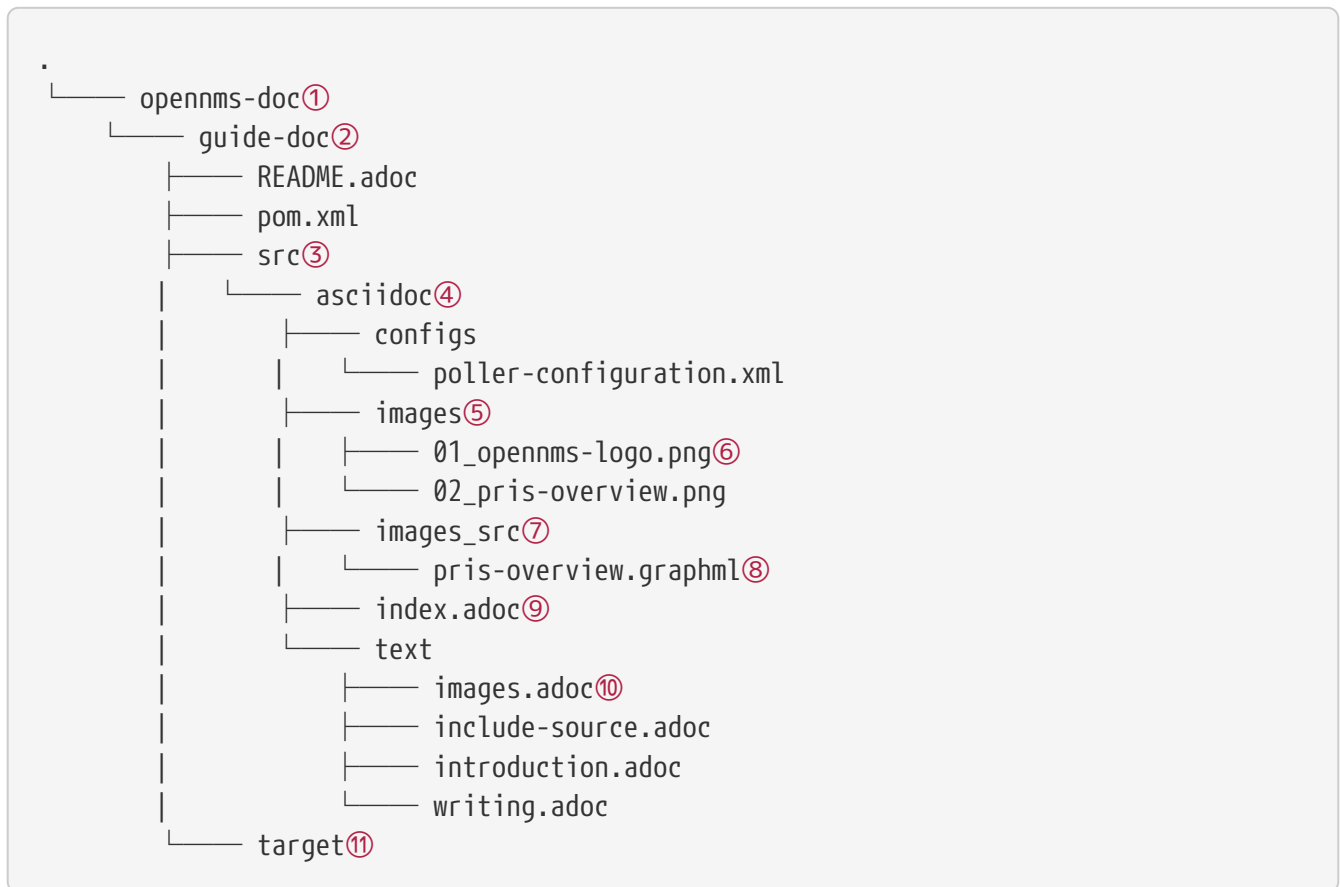 .
└── opennms-doc①
    └── guide-doc②
        ├── README.adoc
        ├── pom.xml
        ├── src③
        |   └── asciidoc④
        |       ├── configs
        |       |   └── poller-configuration.xml
        |       ├── images⑤
        |       |   ├── 01_opennms-logo.png⑥
        |       |   └── 02_pris-overview.png
        |       ├── images_src⑦
        |       |   └── pris-overview.graphml⑧
        |       ├── index.adoc⑨
        |       └── text
        |           ├── images.adoc⑩
        |           ├── include-source.adoc
        |           ├── introduction.adoc
        |           └── writing.adoc
        └── target⑪